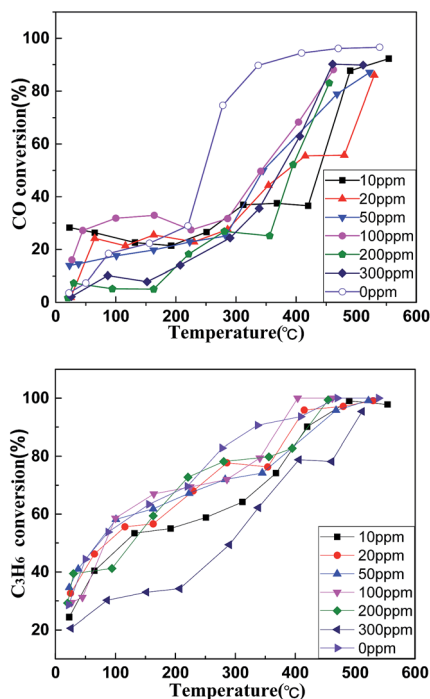 100
80
60
40
20
0
CO conversion(%)
10ppm
20ppm
50ppm
100ppm
200ppm
300ppm
0ppm
0 100 200 300 400 500 600
Temperature(℃)
100
80
60
40
20
C₃H₆ conversion(%)
10ppm
20ppm
50ppm
100ppm
200ppm
300ppm
0ppm
0 100 200 300 400 500 600
Temperature(℃)